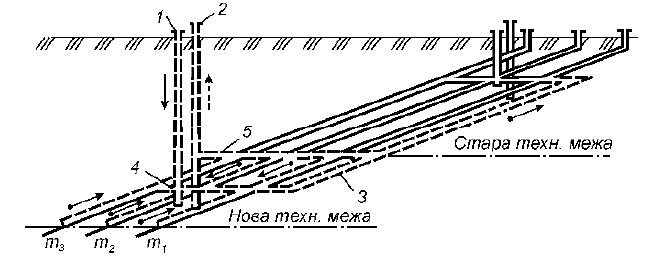 1 2
5
Стара техн. межа
4
3
Нова техн. межа
m₃ m₂ m₁